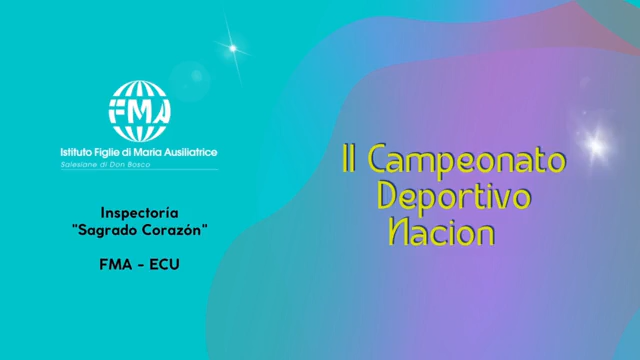 FMA
Istituto Figlie di Maria Ausiliatrice
Salesiane di Don Bosco
Inspectoría
"Sagrado Corazón"
FMA - ECU
II Campeonato
Deportivo
Nacion